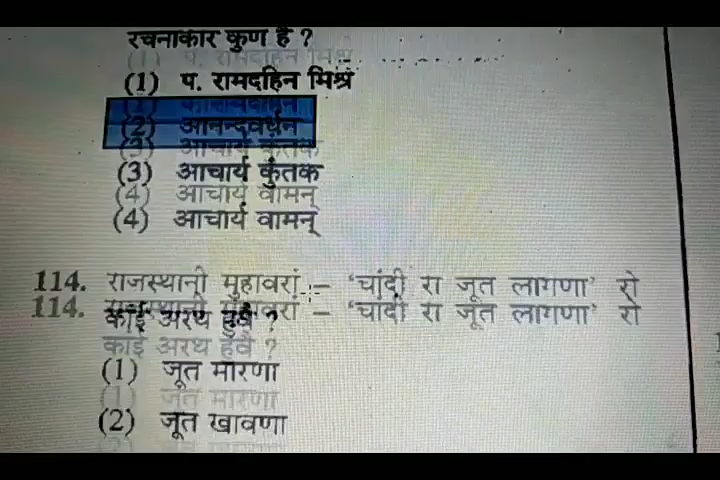 रचनाकार कुण है ?
(1) प. रामदहिन मिश्र
(2) आनन्दवर्धन
(3) आचार्य कुंतक
(4) आचार्य वामन्
114. राजस्थानी मुहावरां – 'चांदी रा जूत लागणा' रो
कांई अरथ हुवै ?
(1) जूत मारणा
(2) जूत खावणा